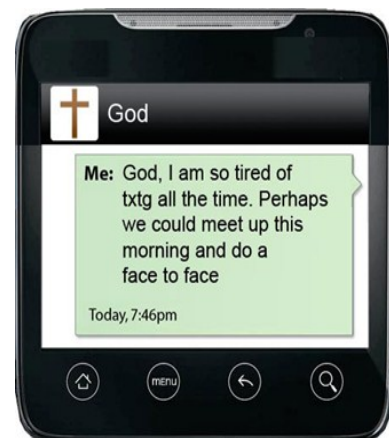 God
Me: God, I am so tired of
txtg all the time. Perhaps
we could meet up this
morning and do a
face to face
Today, 7:46pm
menu